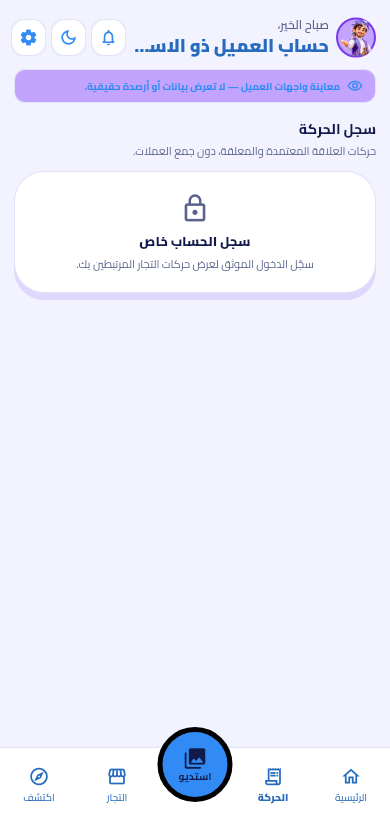 صباح الخير،
حساب العميل ذو الاسـ...
معاينة واجهات العميل — لا تعرض بيانات أو أرصدة حقيقية.
سجل الحركة
حركات العلاقة المعتمدة والمعلقة، دون جمع العملات.
سجل الحساب خاص
سجّل الدخول الموثق لعرض حركات التجار المرتبطين بك.
الرئيسية
الحركة
استديو
التجار
اكتشف